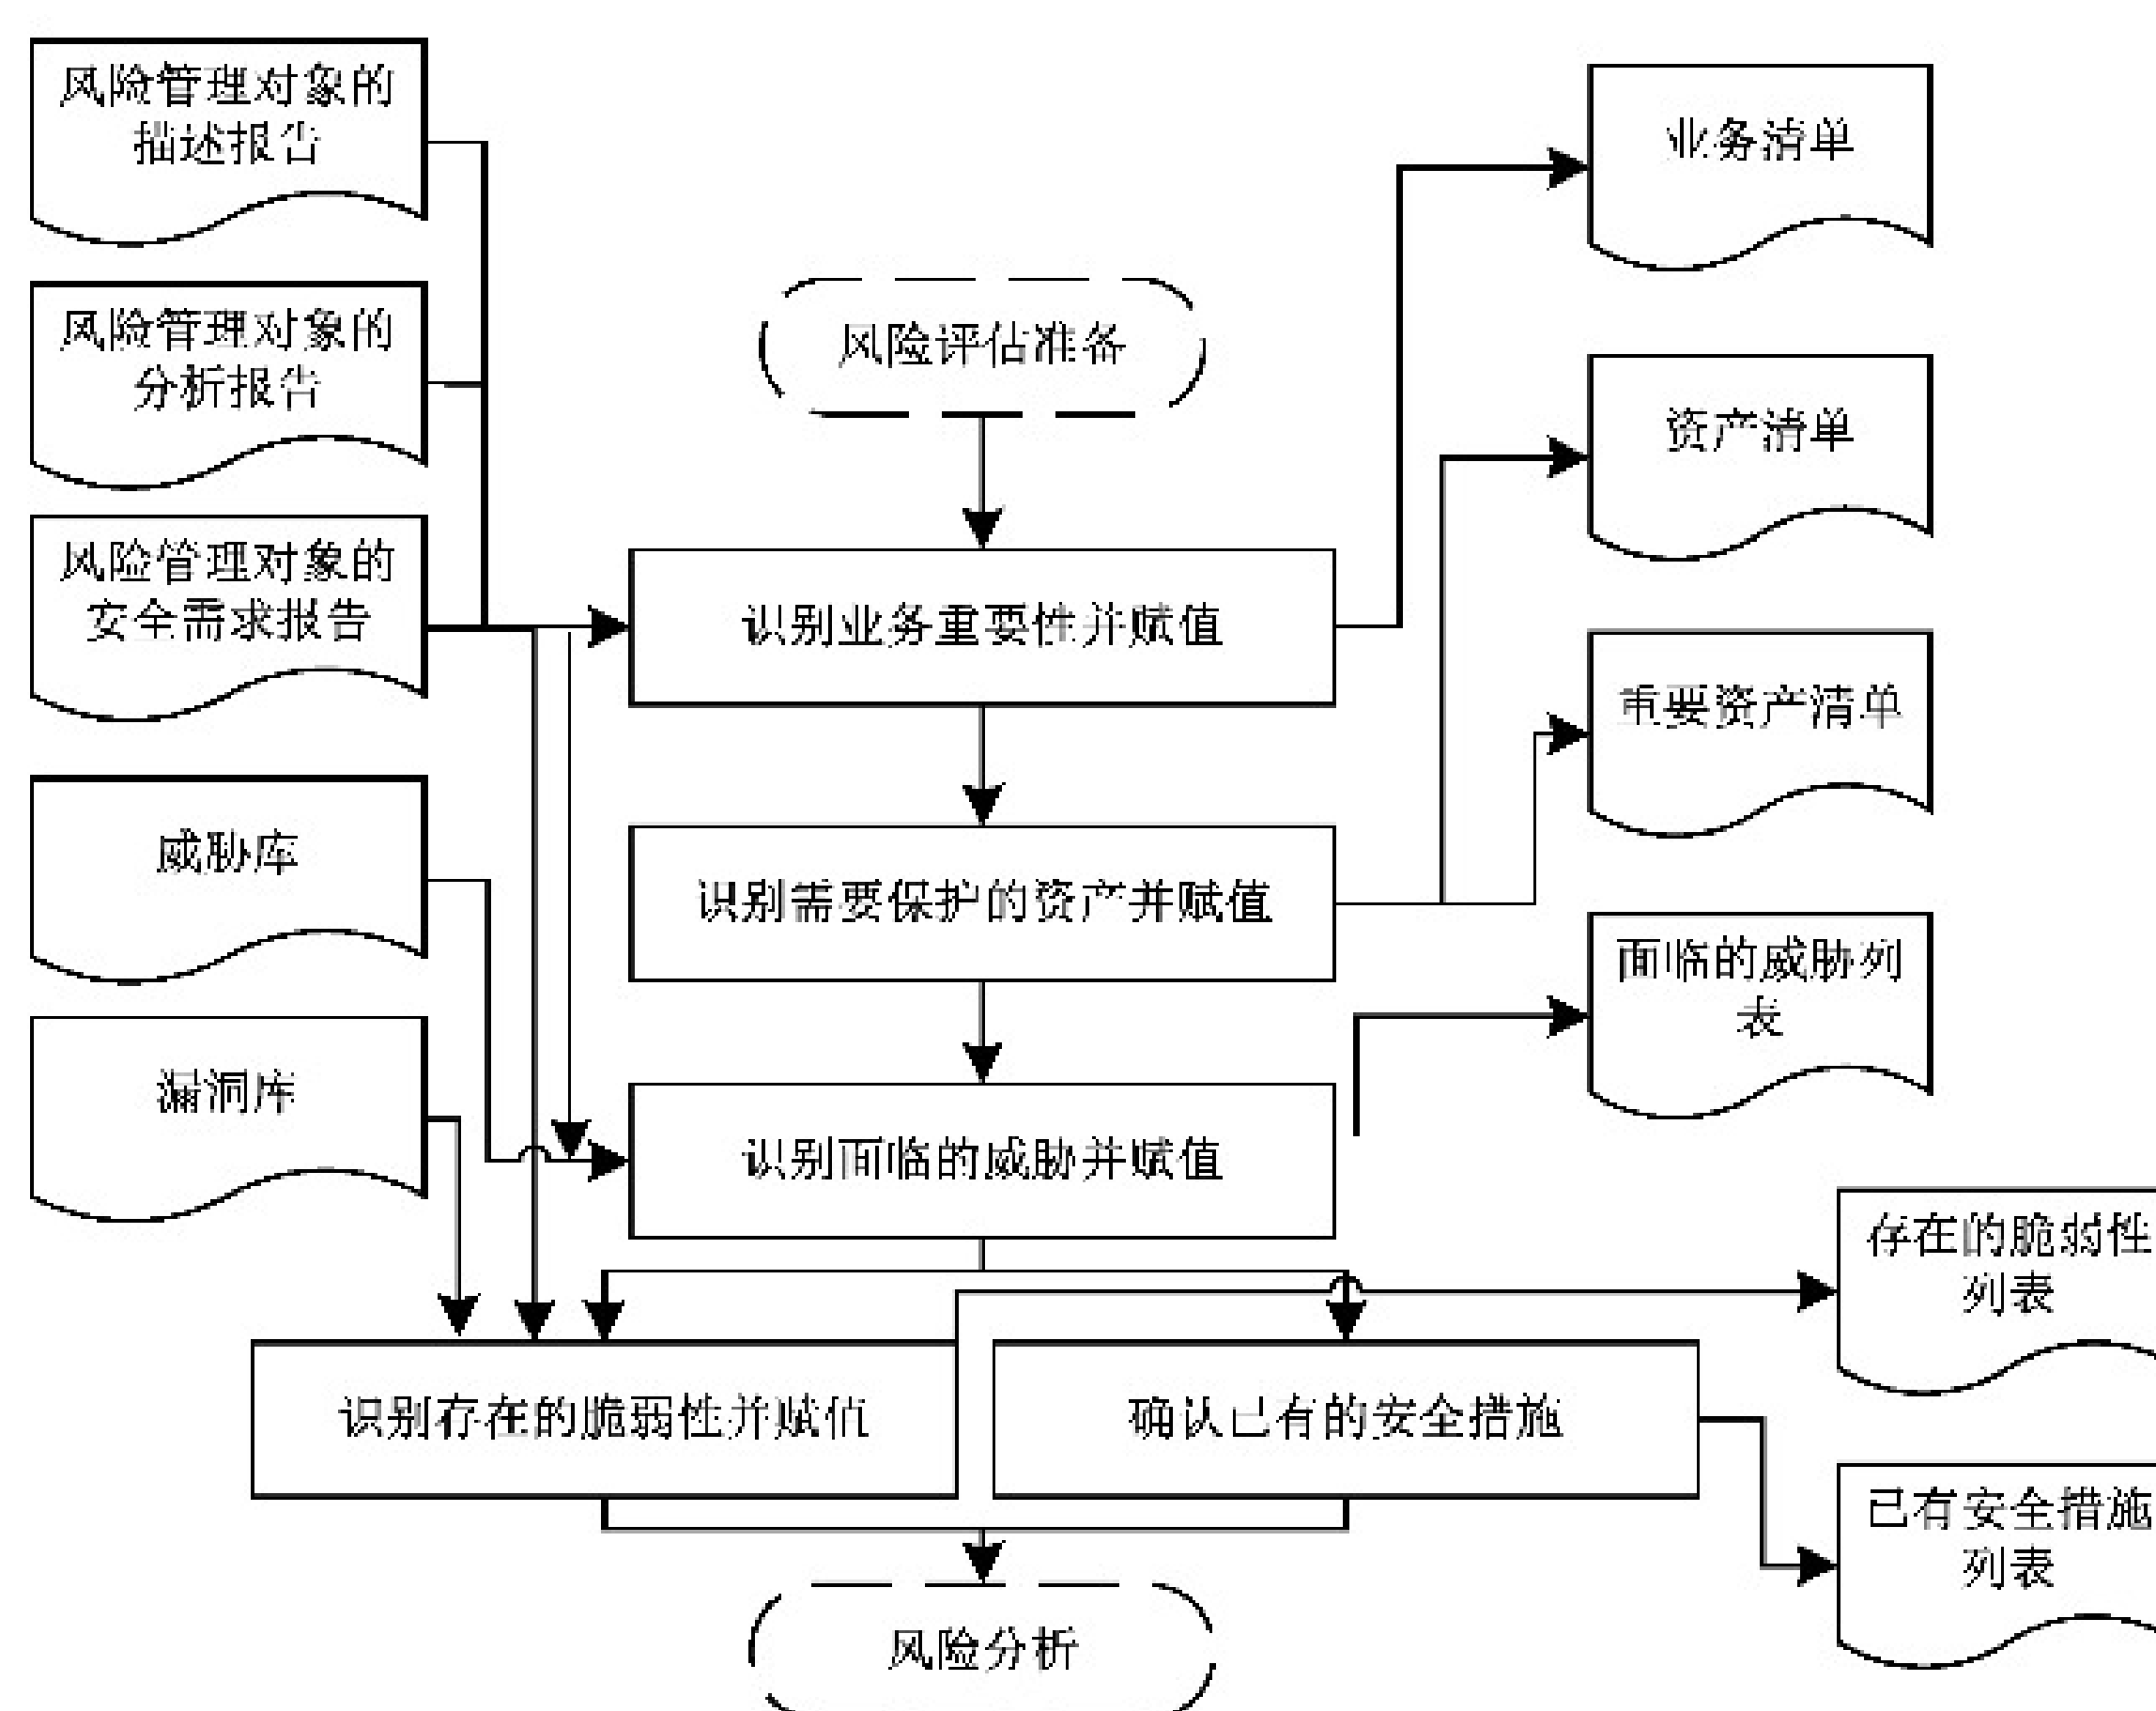 风险管理对象的
描述报告
风险管理对象的
分析报告
风险管理对象的
安全需求报告
威胁库
漏洞库
风险评估准备
识别业务重要性并赋值
识别需要保护的资产并赋值
识别面临的威胁并赋值
识别存在的脆弱性并赋值
确认已有的安全措施
风险分析
业务清单
资产清单
重要资产清单
面临的威胁列
表
存在的脆弱性
列表
已有安全措施
列表